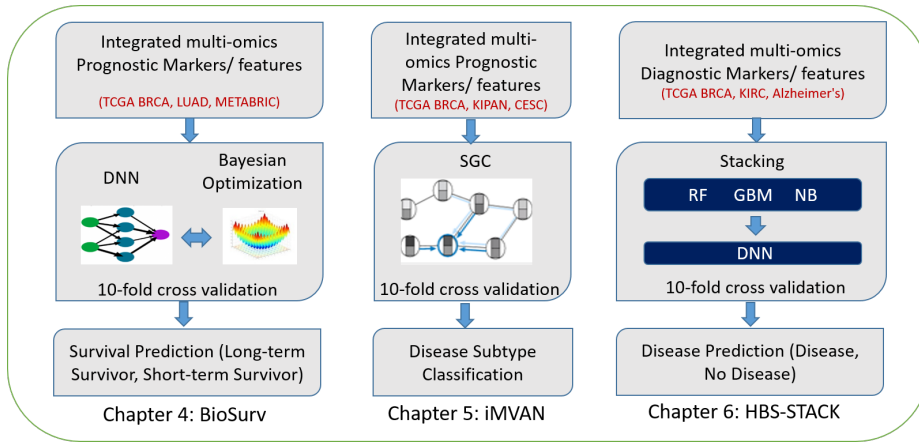 Integrated multi-omics
Prognostic Markers/ features
(TCGA BRCA, LUAD, METABRIC)
DNN
Bayesian
Optimization
10-fold cross validation
Survival Prediction (Long-term
Survivor, Short-term Survivor)
Chapter 4: BioSurv
Integrated multi-
omics Prognostic
Markers/ features
(TCGA BRCA, KIPAN, CESC)
SGC
10-fold cross validation
Disease Subtype
Classification
Chapter 5: iMVAN
Integrated multi-omics
Diagnostic Markers/ features
(TCGA BRCA, KIRC, Alzheimer's)
Stacking
RF GBM NB
DNN
10-fold cross validation
Disease Prediction (Disease,
No Disease)
Chapter 6: HBS-STACK